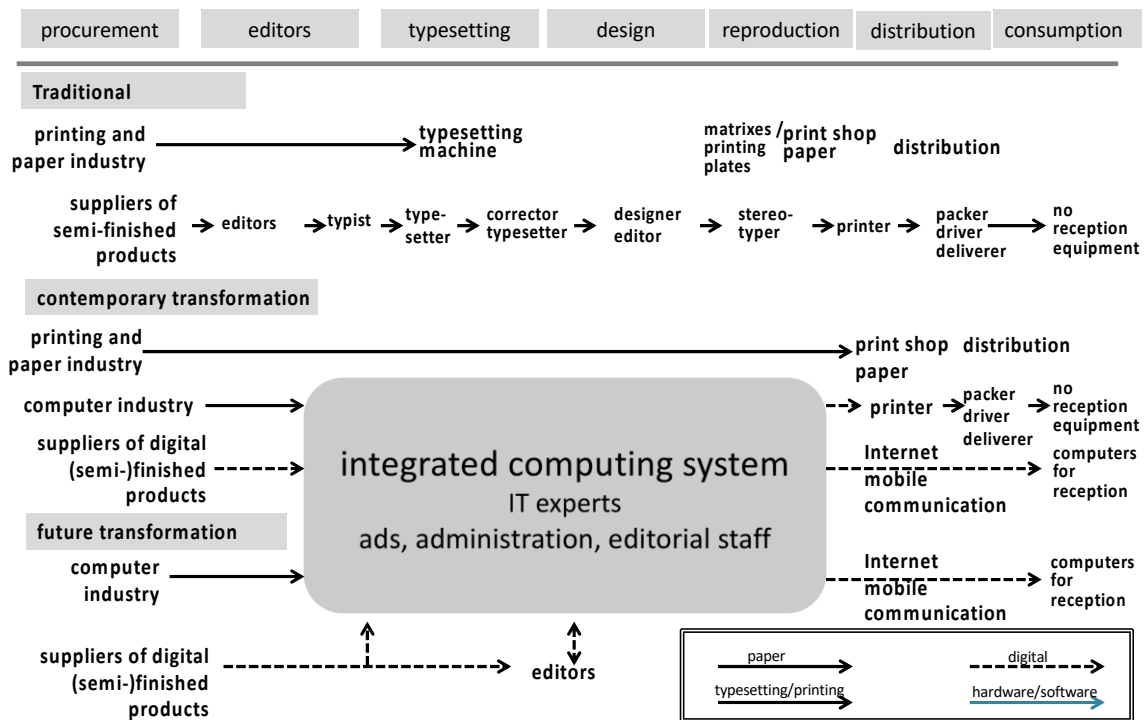 procurement editors typesetting design reproduction distribution consumption
Traditional
printing and
paper industry
typesetting
machine
matrixes /
printing
plates
print shop
paper
distribution
suppliers of
semi-finished
products
editors
typist
type-
setter
corrector
typesetter
designer
editor
stereo-
typer
printer
packer
driver
deliverer
no
reception
equipment
contemporary transformation
printing and
paper industry
print shop
paper
distribution
computer industry
printer
packer
driver
deliverer
no
reception
equipment
suppliers of digital
(semi-)finished
products
integrated computing system
IT experts
ads, administration, editorial staff
Internet
mobile
communication
computers
for
reception
future transformation
computer
industry
Internet
mobile
communication
computers
for
reception
suppliers of digital
(semi-)finished
products
editors
paper
digital
typesetting/printing
hardware/software